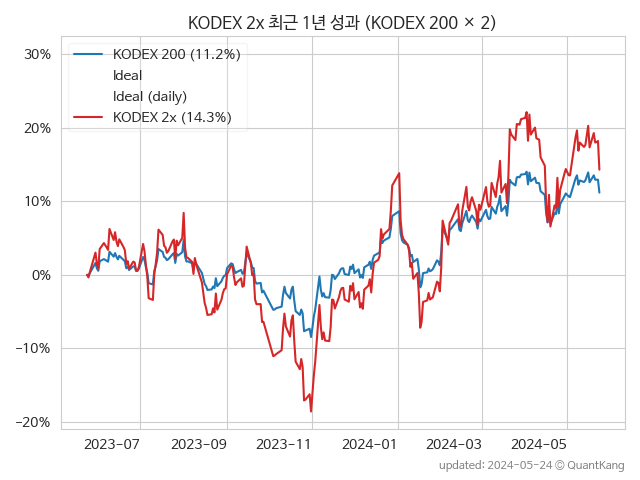 KODEX 2x 최근 1년 성과 (KODEX 200 × 2)
KODEX 200 (11.2%)
Ideal
Ideal (daily)
KODEX 2x (14.3%)
30%
20%
10%
0%
−10%
−20%
2023−07
2023−09
2023−11
2024−01
2024−03
2024−05
updated: 2024−05−24 © QuantKang